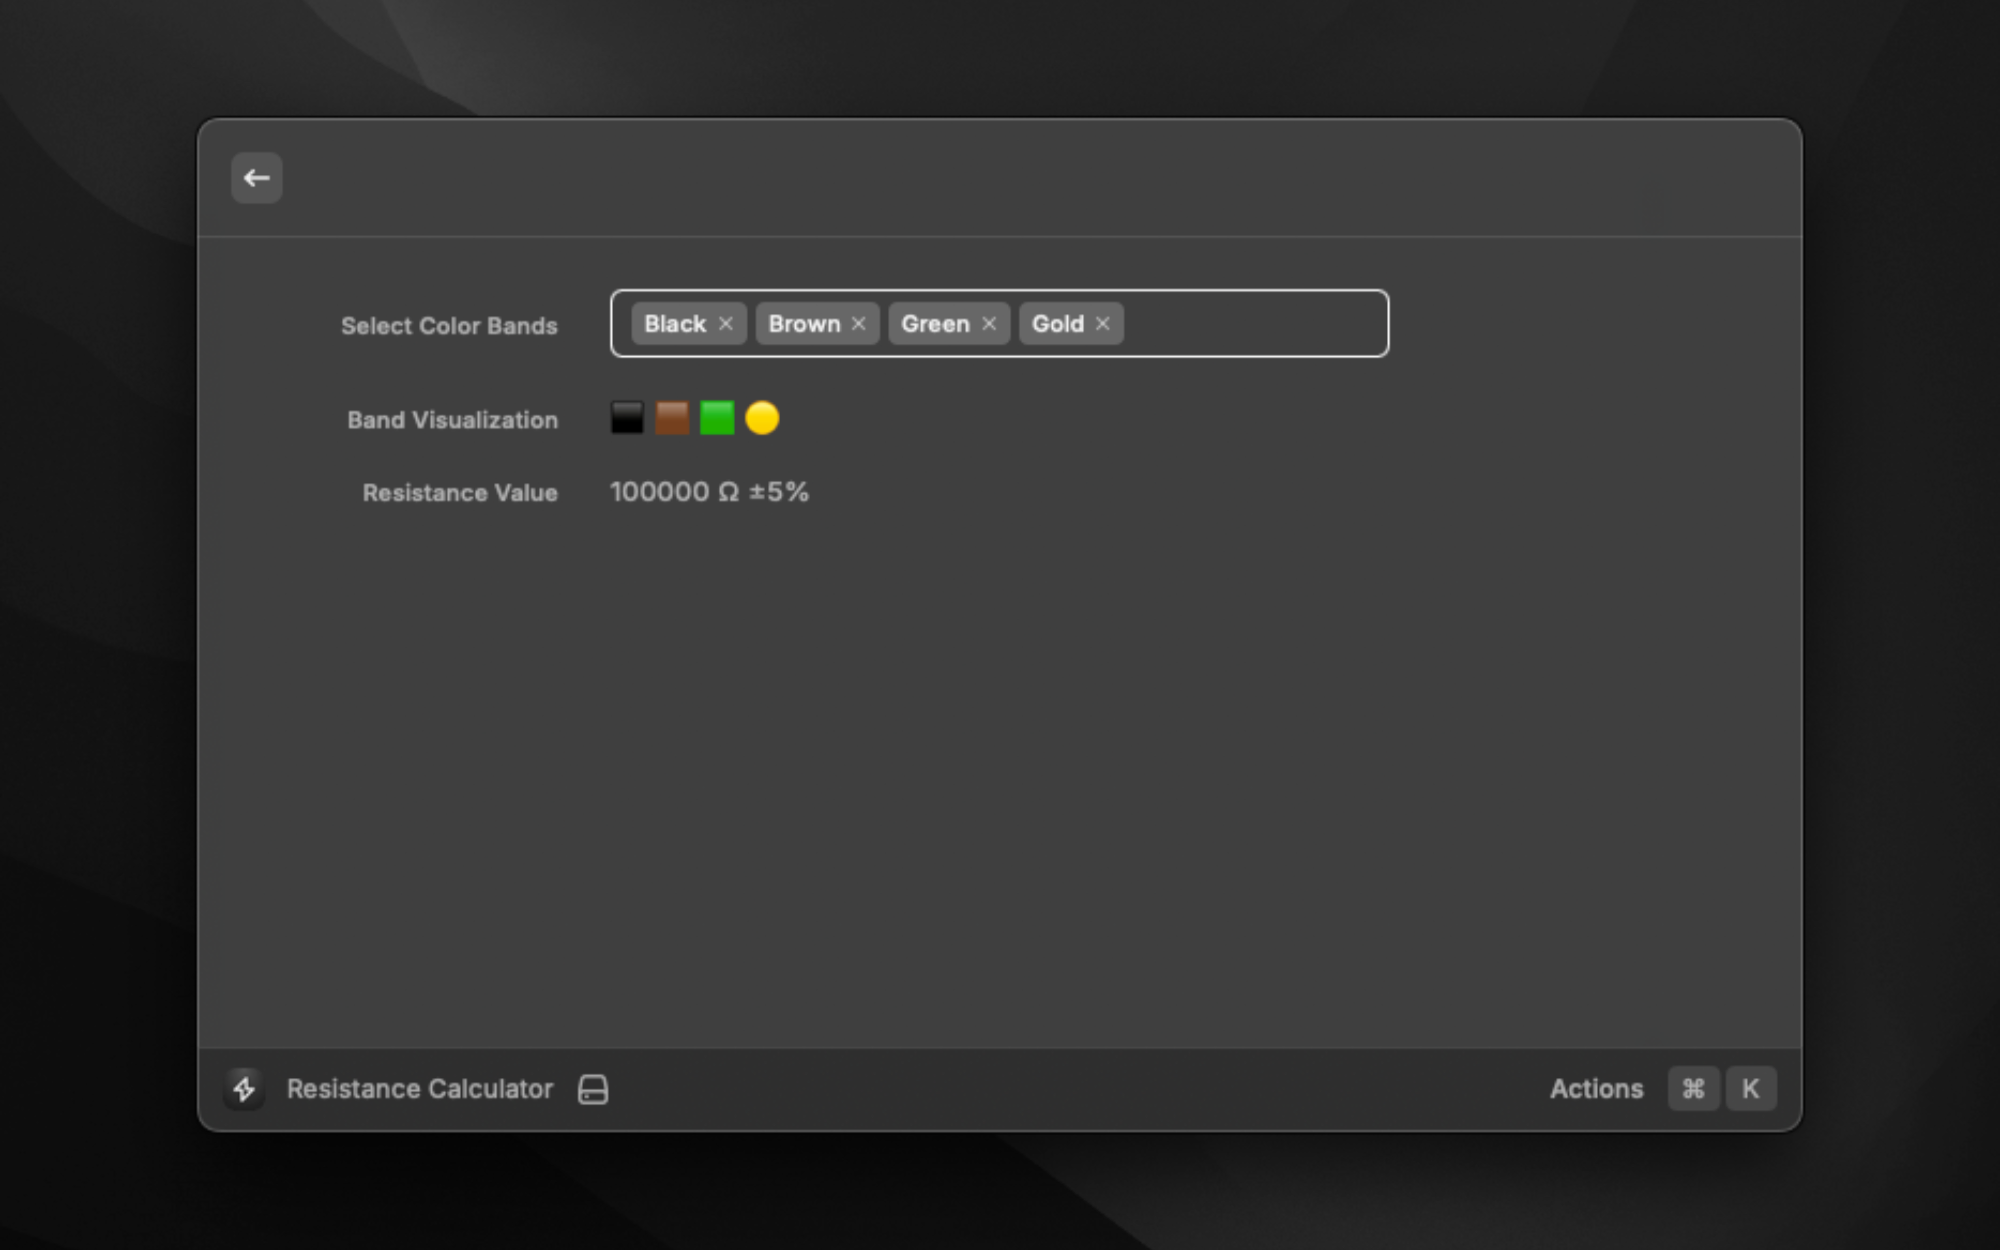 Select Color Bands Black × Brown × Green × Gold ×
Band Visualization
Resistance Value 100000 Ω ±5%
Resistance Calculator Actions ⌘ K